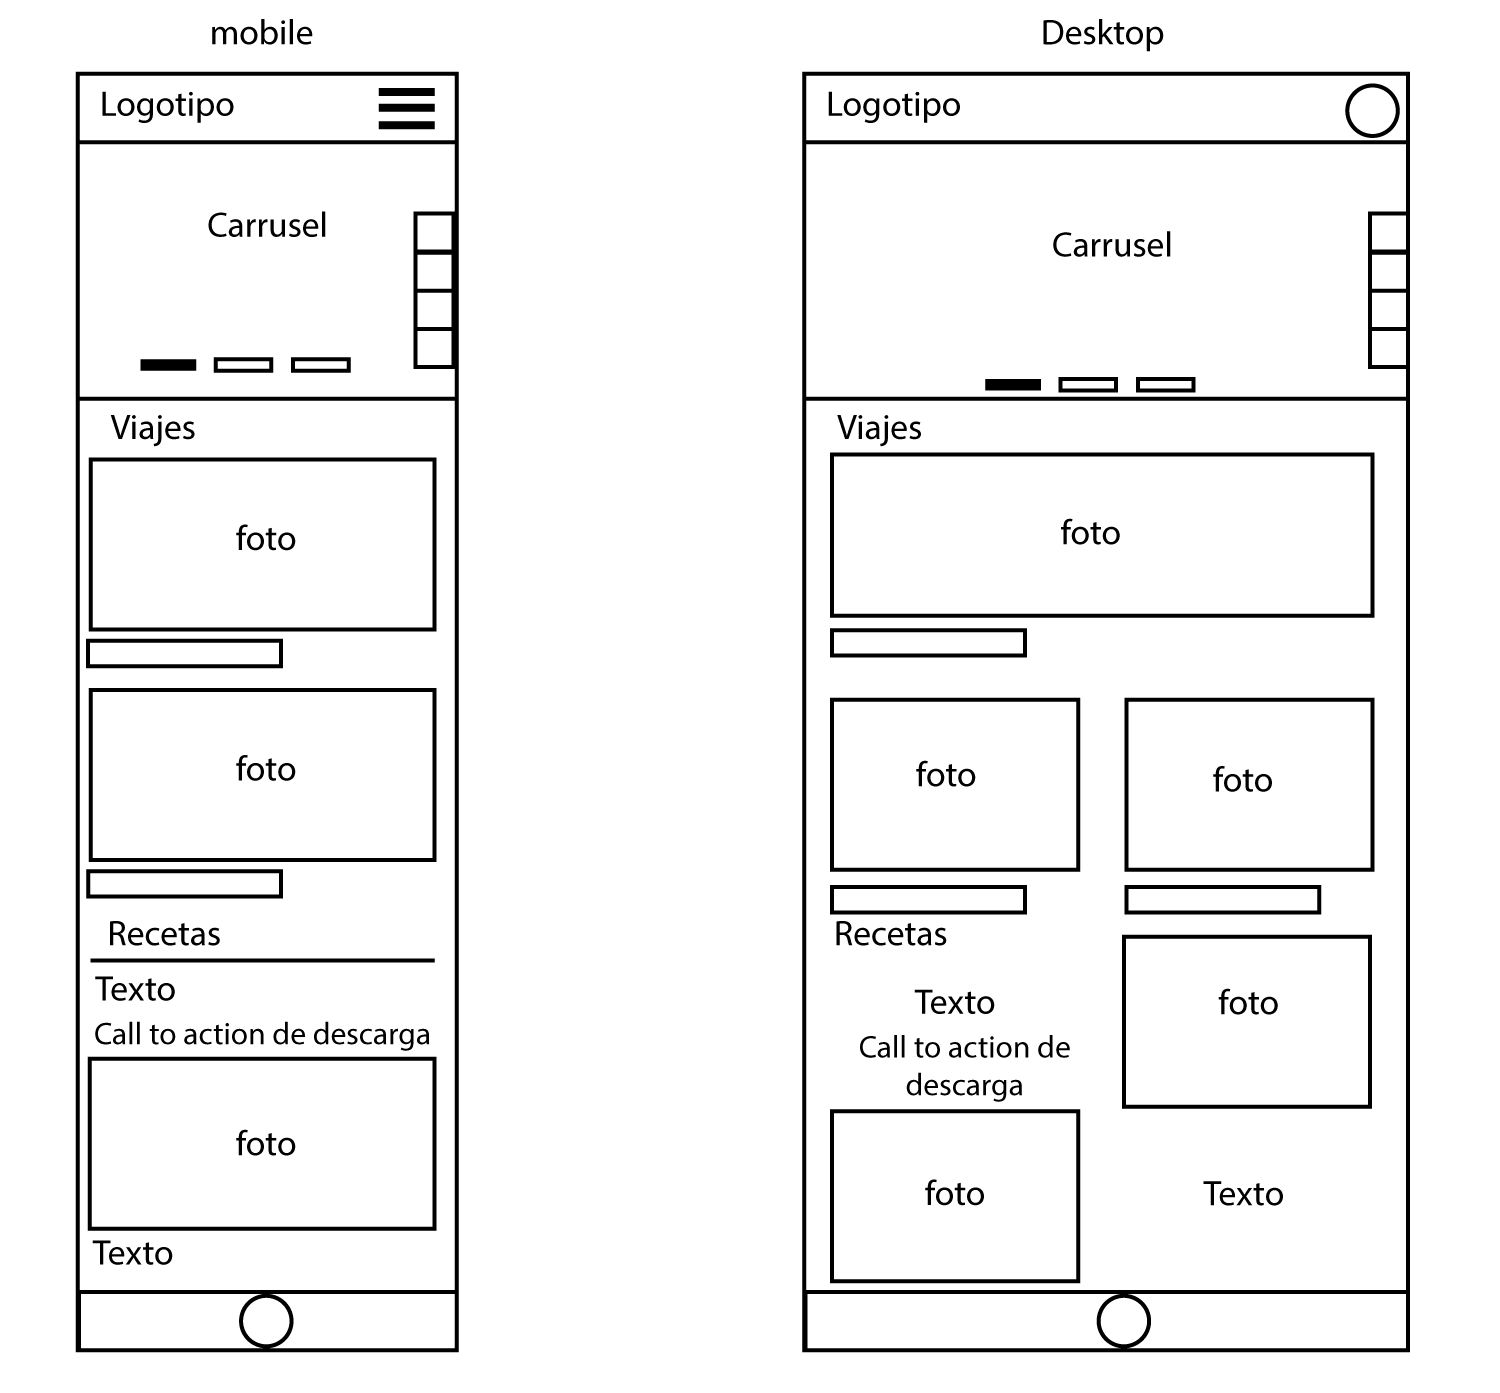 mobile
Logotipo
Carrusel
Viajes
foto
foto
Recetas
Texto
Call to action de descarga
foto
Texto
Desktop
Logotipo
Carrusel
Viajes
foto
foto
foto
Recetas
Texto
Call to action de
descarga
foto
foto
Texto